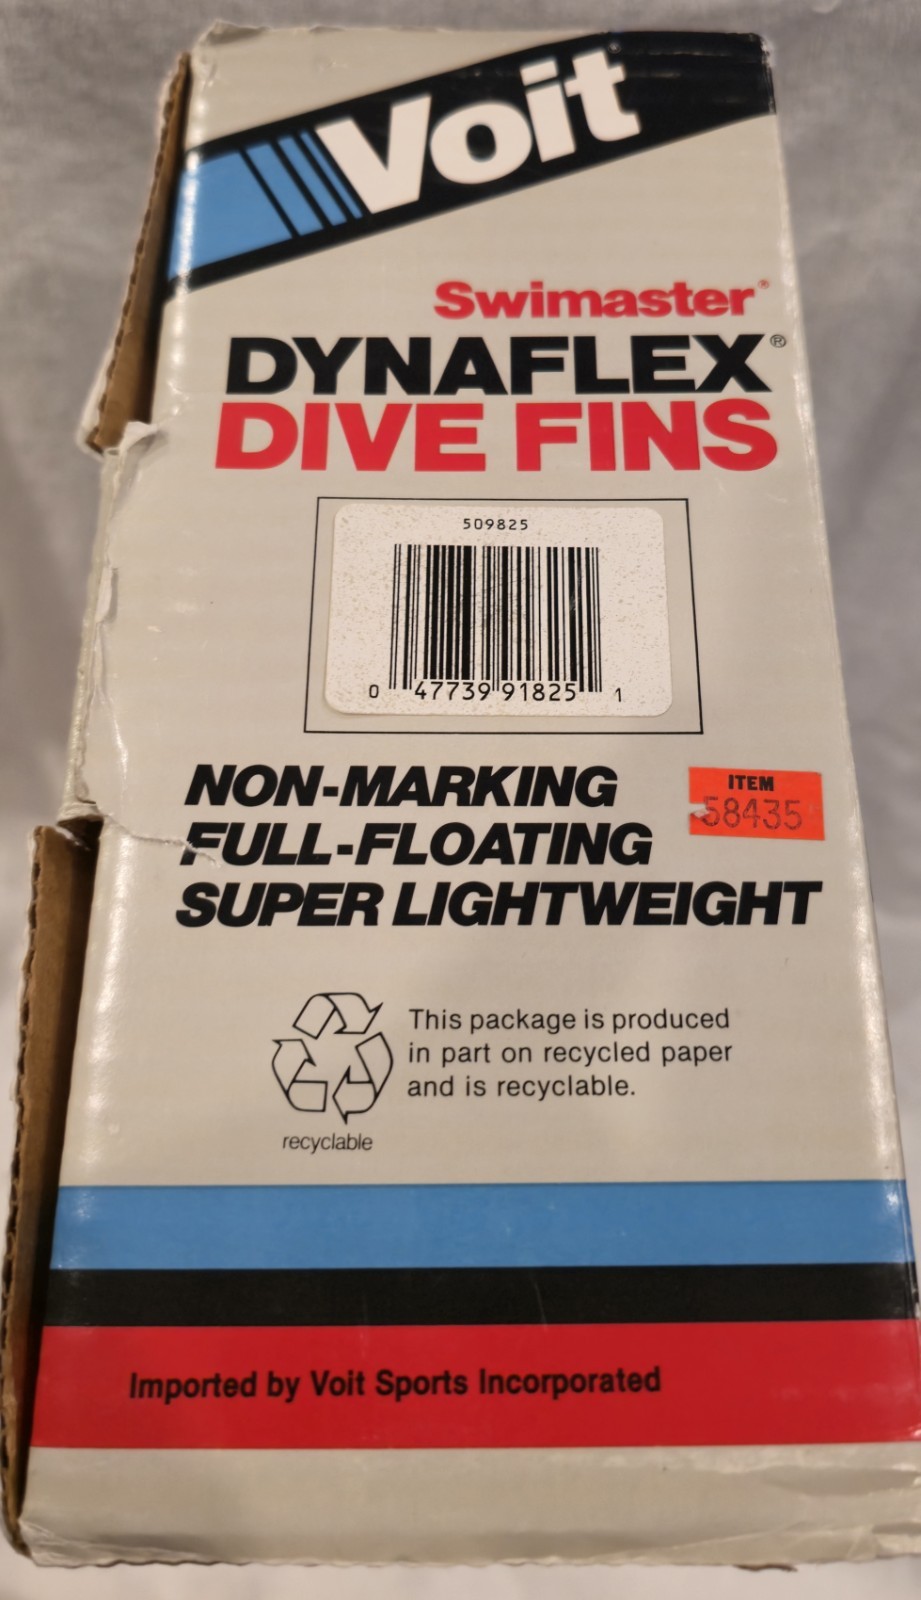 Voit
Swimaster®
DYNAFLEX®
DIVE FINS
509825
0 47739 91825 1
NON-MARKING
FULL-FLOATING
SUPER LIGHTWEIGHT
ITEM
58435
This package is produced
in part on recycled paper
and is recyclable.
recyclable
Imported by Voit Sports Incorporated